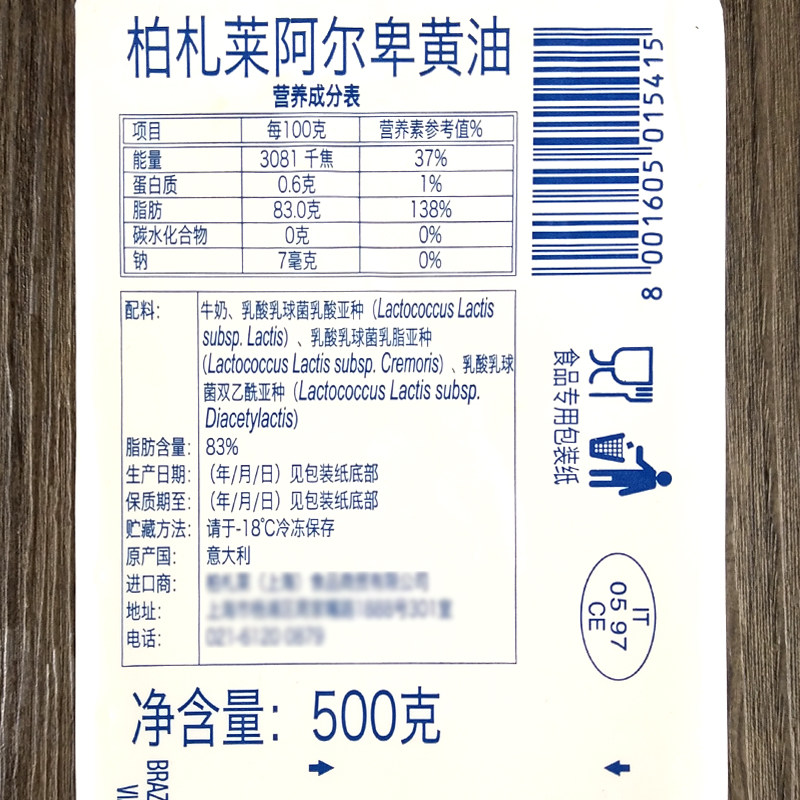 柏札莱阿尔卑黄油
营养成分表
项目 每100克 营养素参考值%
能量 3081 千焦 37%
蛋白质 0.6克 1%
脂肪 83.0克 138%
碳水化合物 0克 0%
钠 7毫克 0%
配料： 牛奶、乳酸乳球菌乳酸亚种（Lactococcus Lactis
subsp. Lactis）、乳酸乳球菌乳脂亚种
(Lactococcus Lactis subsp. Cremoris）、乳酸乳球
菌双乙酰亚种（Lactococcus Lactis subsp.
Diacetylactis)
脂肪含量： 83%
生产日期： （年/月/日）见包装纸底部
保质期至： （年/月/日）见包装纸底部
贮藏方法： 请于-18℃冷冻保存
原产国： 意大利
进口商：
地址：
电话：
净含量：500克
8 001605 015415
食品专用包装纸
IT
05 97
CE
BRAZ